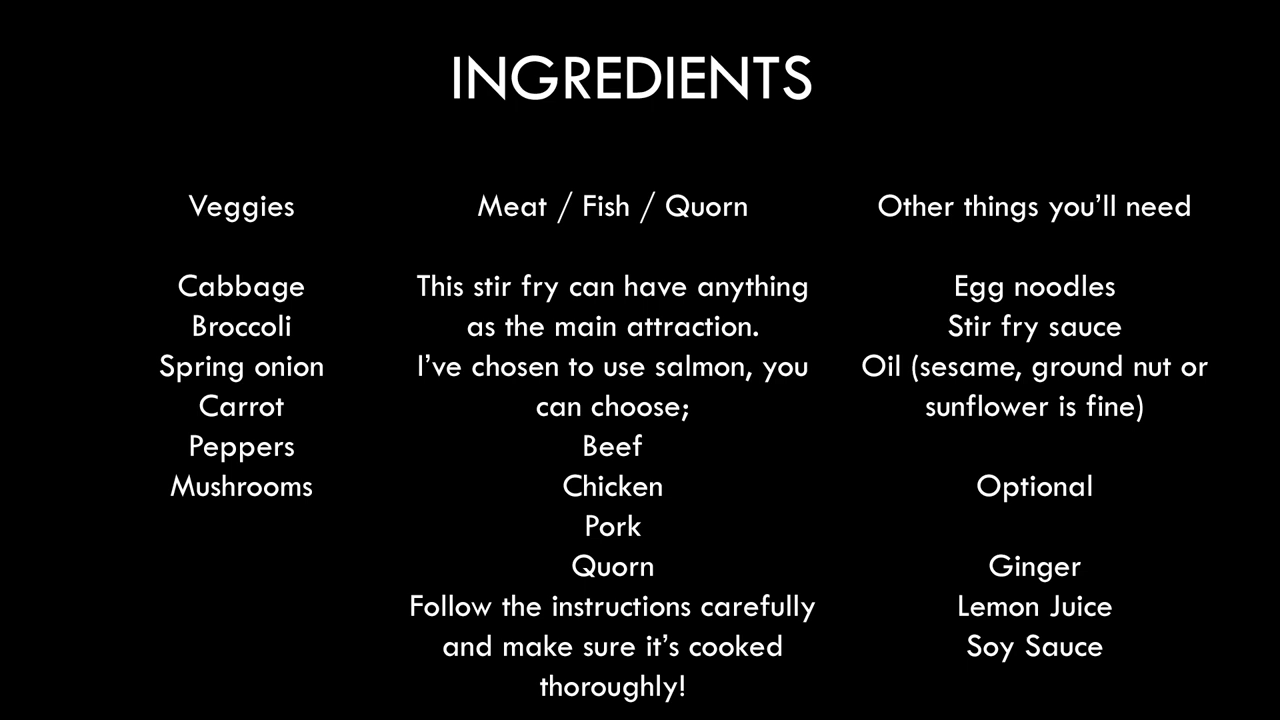 INGREDIENTS
Veggies
Cabbage
Broccoli
Spring onion
Carrot
Peppers
Mushrooms
Meat / Fish / Quorn
This stir fry can have anything
as the main attraction.
I’ve chosen to use salmon, you
can choose;
Beef
Chicken
Pork
Quorn
Follow the instructions carefully
and make sure it’s cooked
thoroughly!
Other things you’ll need
Egg noodles
Stir fry sauce
Oil (sesame, ground nut or
sunflower is fine)
Optional
Ginger
Lemon Juice
Soy Sauce